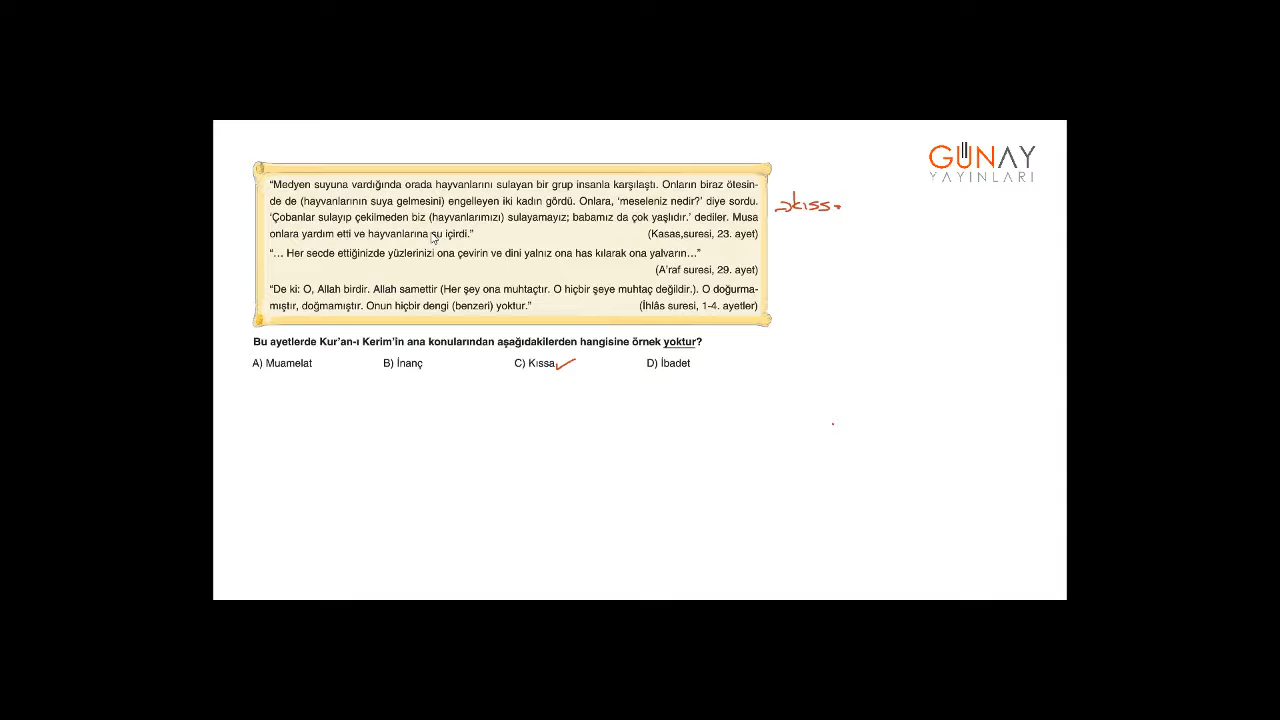 GÜNAY
YAYINLARI
“Medyen suyuna vardığında orada hayvanlarını sulayan bir grup insanla karşılaştı. Onların biraz ötesin-
de de (hayvanlarının suya gelmesini) engelleyen iki kadın gördü. Onlara, ‘meseleniz nedir?’ diye sordu.
‘Çobanlar sulayıp çekilmeden biz (hayvanlarımızı) sulayamayız; babamız da çok yaşlıdır.’ dediler. Musa
onlara yardım etti ve hayvanlarına su içirdi.” (Kasas,suresi, 23. ayet)
“... Her secde ettiğinizde yüzlerinizi ona çevirin ve dini yalnız ona has kılarak ona yalvarın...”
(A’raf suresi, 29. ayet)
“De ki: O, Allah birdir. Allah samettir (Her şey ona muhtaçtır. O hiçbir şeye muhtaç değildir.). O doğurma-
mıştır, doğmamıştır. Onun hiçbir dengi (benzeri) yoktur.” (İhlâs suresi, 1-4. ayetler)
kıss
Bu ayetlerde Kur’an-ı Kerim’in ana konularından aşağıdakilerden hangisine örnek yoktur?
A) Muamelat B) İnanç C) Kıssa D) İbadet